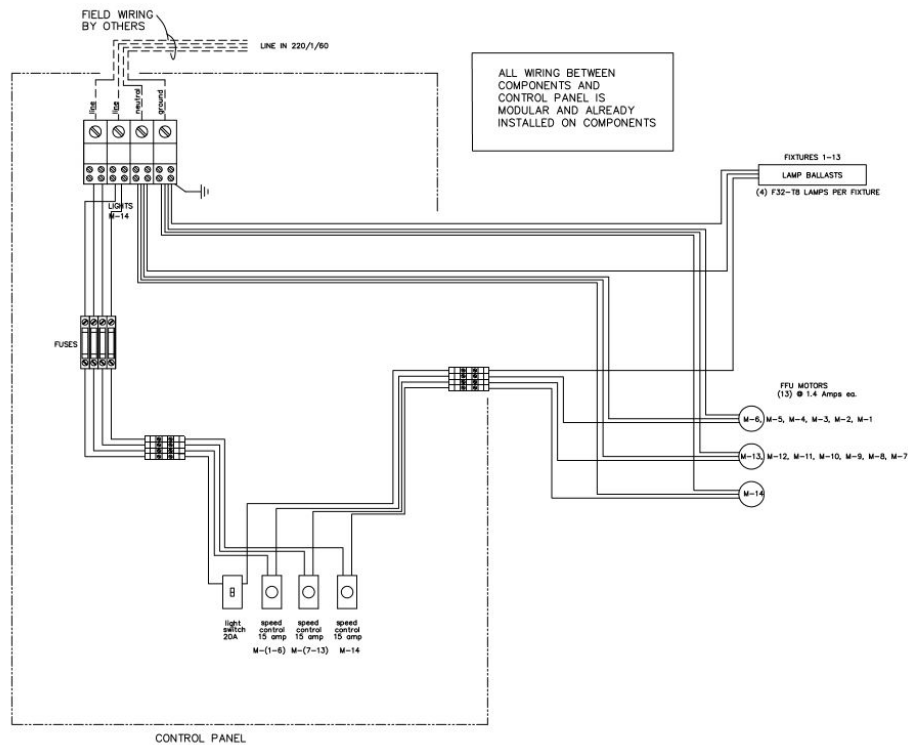 FIELD WIRING
BY OTHERS
LINE IN 220/1/60
line
line
neutral
ground
ALL WIRING BETWEEN
COMPONENTS AND
CONTROL PANEL IS
MODULAR AND ALREADY
INSTALLED ON COMPONENTS
FIXTURES 1-13
LAMP BALLASTS
(4) F32-T8 LAMPS PER FIXTURE
LIGHTS
M-14
FUSES
FFU MOTORS
(13) @ 1.4 Amps ea.
M-6, M-5, M-4, M-3, M-2, M-1
M-13, M-12, M-11, M-10, M-9, M-8, M-7
M-14
light
switch
20A
speed
control
15 amp
M-(1-6)
speed
control
15 amp
M-(7-13)
speed
control
15 amp
M-14
CONTROL PANEL